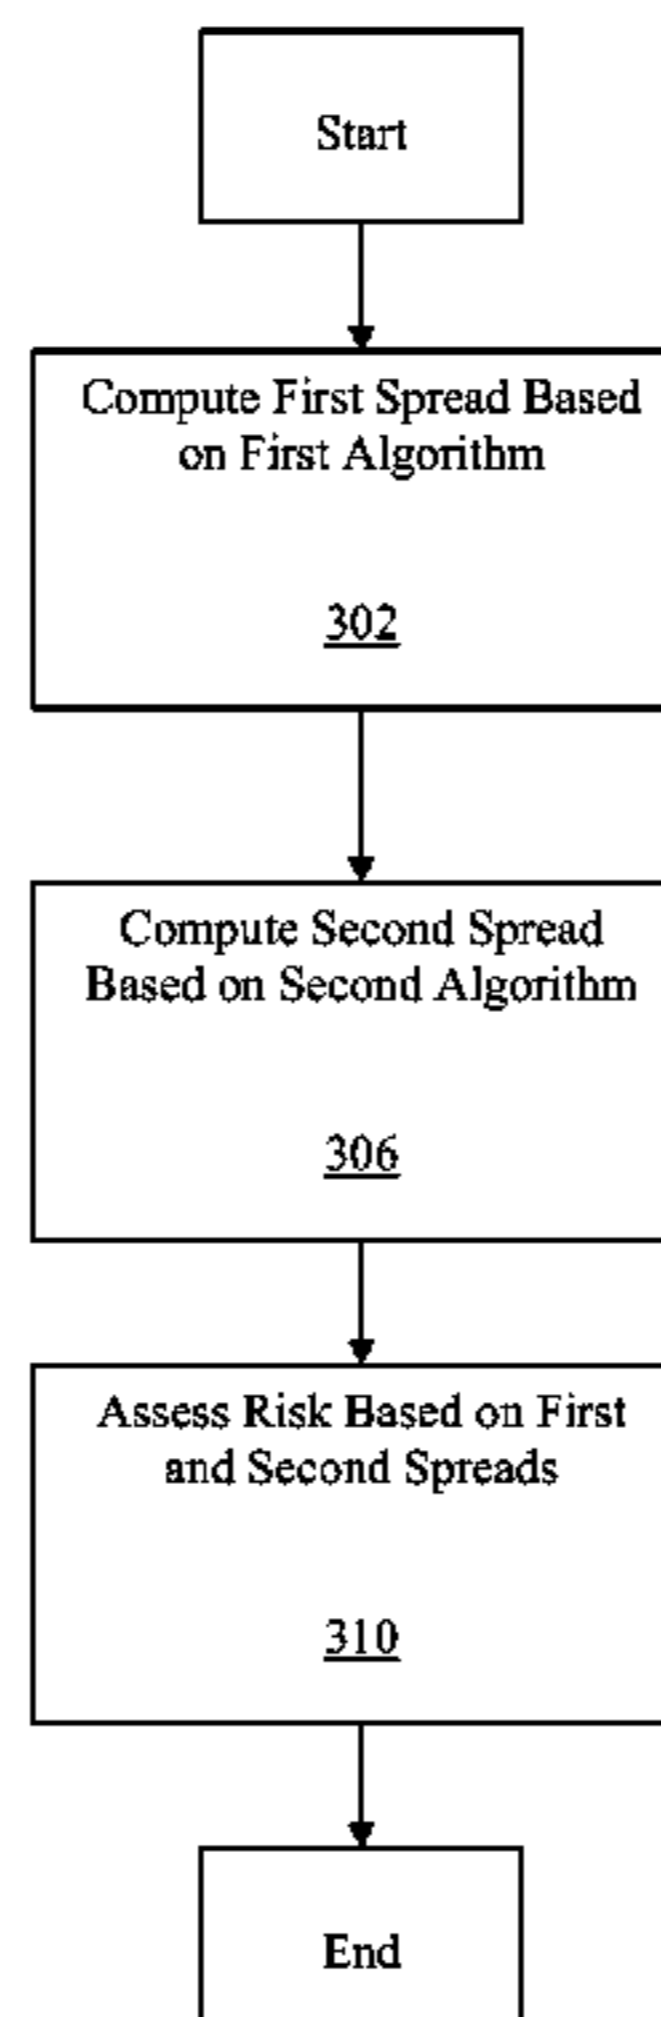 Start
Compute First Spread Based
on First Algorithm
302
Compute Second Spread
Based on Second Algorithm
306
Assess Risk Based on First
and Second Spreads
310
End